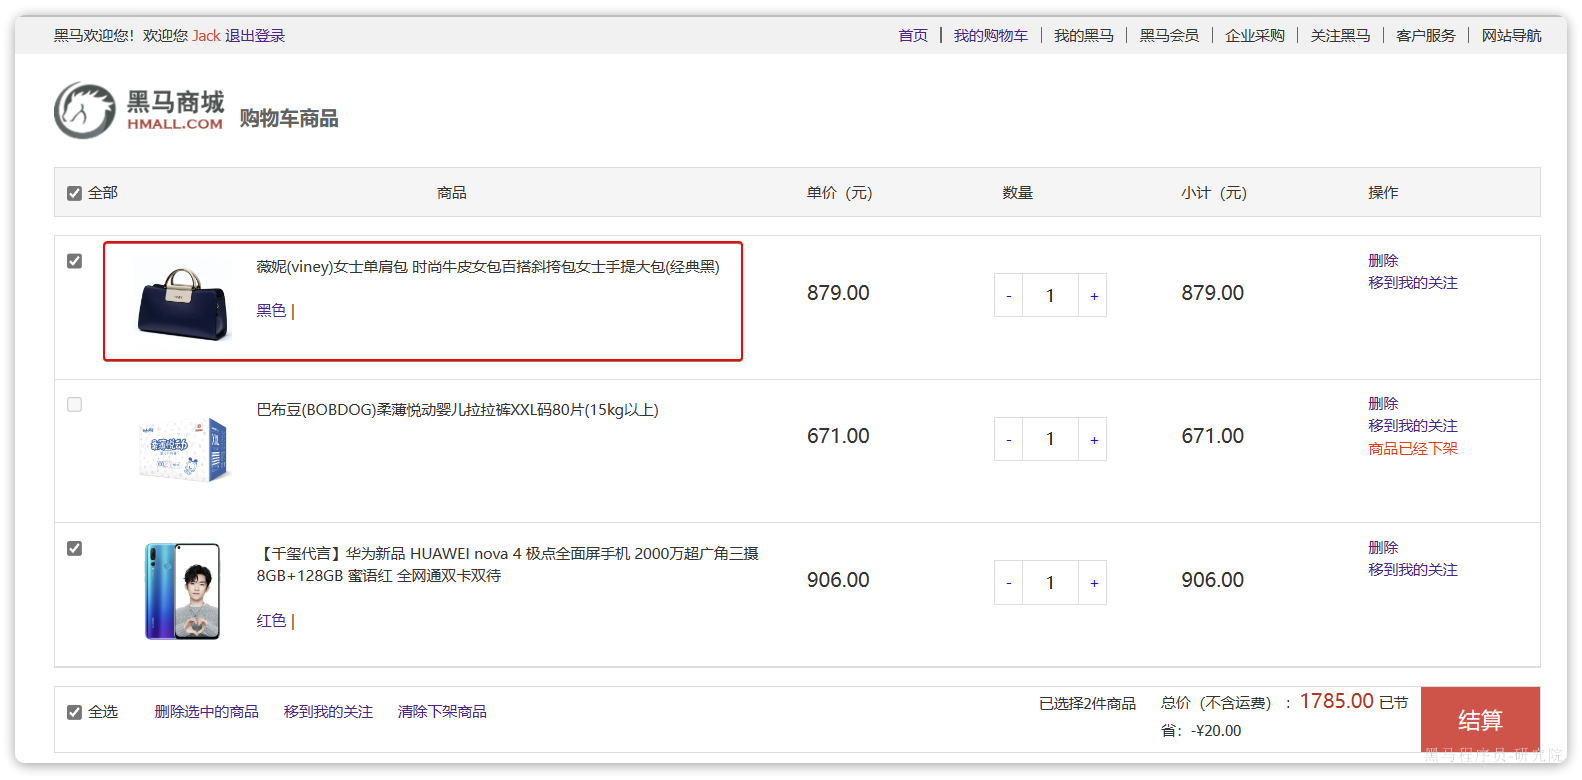 黑马欢迎您！欢迎您 Jack 退出登录
首页 | 我的购物车 | 我的黑马 | 黑马会员 | 企业采购 | 关注黑马 | 客户服务 | 网站导航
黑马商城
HMALL.COM
购物车商品
全部 商品 单价（元） 数量 小计（元） 操作
薇妮(viney)女士单肩包 时尚牛皮女包百搭斜挎包女士手提大包(经典黑)
黑色 |
879.00 - 1 + 879.00
删除
移到我的关注
巴布豆(BOBDOG)柔薄悦动婴儿拉拉裤XXL码80片(15kg以上)
671.00 - 1 + 671.00
删除
移到我的关注
商品已经下架
【千玺代言】华为新品 HUAWEI nova 4 极点全面屏手机 2000万超广角三摄
8GB+128GB 蜜语红 全网通双卡双待
红色 |
906.00 - 1 + 906.00
删除
移到我的关注
全选 删除选中的商品 移到我的关注 清除下架商品
已选择2件商品 总价（不含运费）：1785.00 已节
省：-¥20.00
结算
黑马程序员-研究院